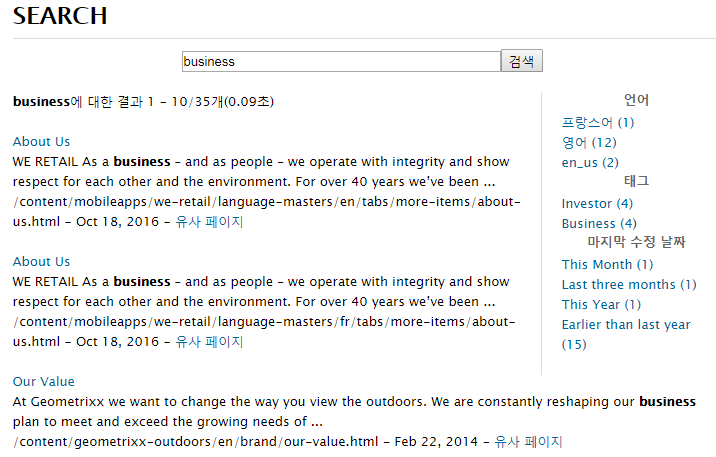 SEARCH
business 검색
business에 대한 결과 1 - 10/35개(0.09초)
About Us
WE RETAIL As a business - and as people - we operate with integrity and show
respect for each other and the environment. For over 40 years we've been ...
/content/mobileapps/we-retail/language-masters/en/tabs/more-items/about-
us.html - Oct 18, 2016 - 유사 페이지
About Us
WE RETAIL As a business - and as people - we operate with integrity and show
respect for each other and the environment. For over 40 years we've been ...
/content/mobileapps/we-retail/language-masters/fr/tabs/more-items/about-
us.html - Oct 18, 2016 - 유사 페이지
Our Value
At Geometrixx we want to change the way you view the outdoors. We are constantly reshaping our business
plan to meet and exceed the growing needs of ...
/content/geometrixx-outdoors/en/brand/our-value.html - Feb 22, 2014 - 유사 페이지
언어
프랑스어 (1)
영어 (12)
en_us (2)
태그
Investor (4)
Business (4)
마지막 수정 날짜
This Month (1)
Last three months (1)
This Year (1)
Earlier than last year
(15)